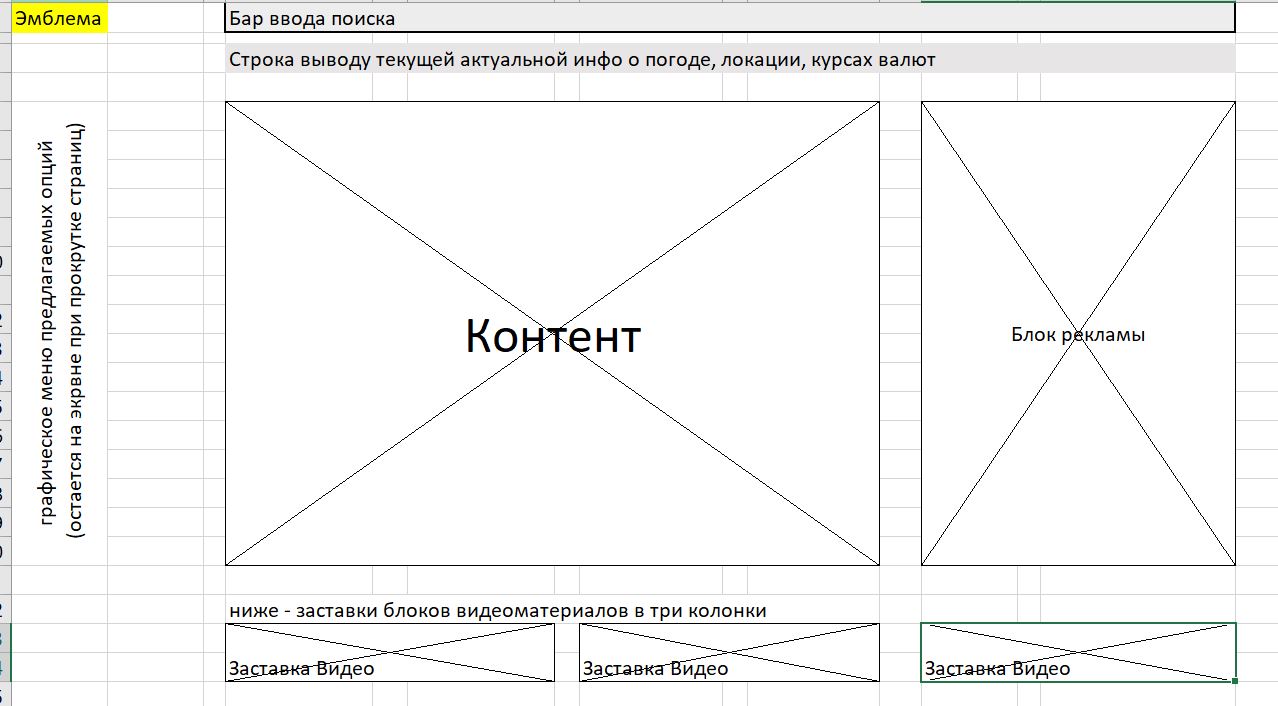 Эмблема
Бар ввода поиска
Строка выводу текущей актуальной инфо о погоде, локации, курсах валют
графическое меню предлагаемых опций
(остается на экрвне при прокрутке страниц)
Контент
Блок рекламы
ниже - заставки блоков видеоматериалов в три колонки
Заставка Видео
Заставка Видео
Заставка Видео